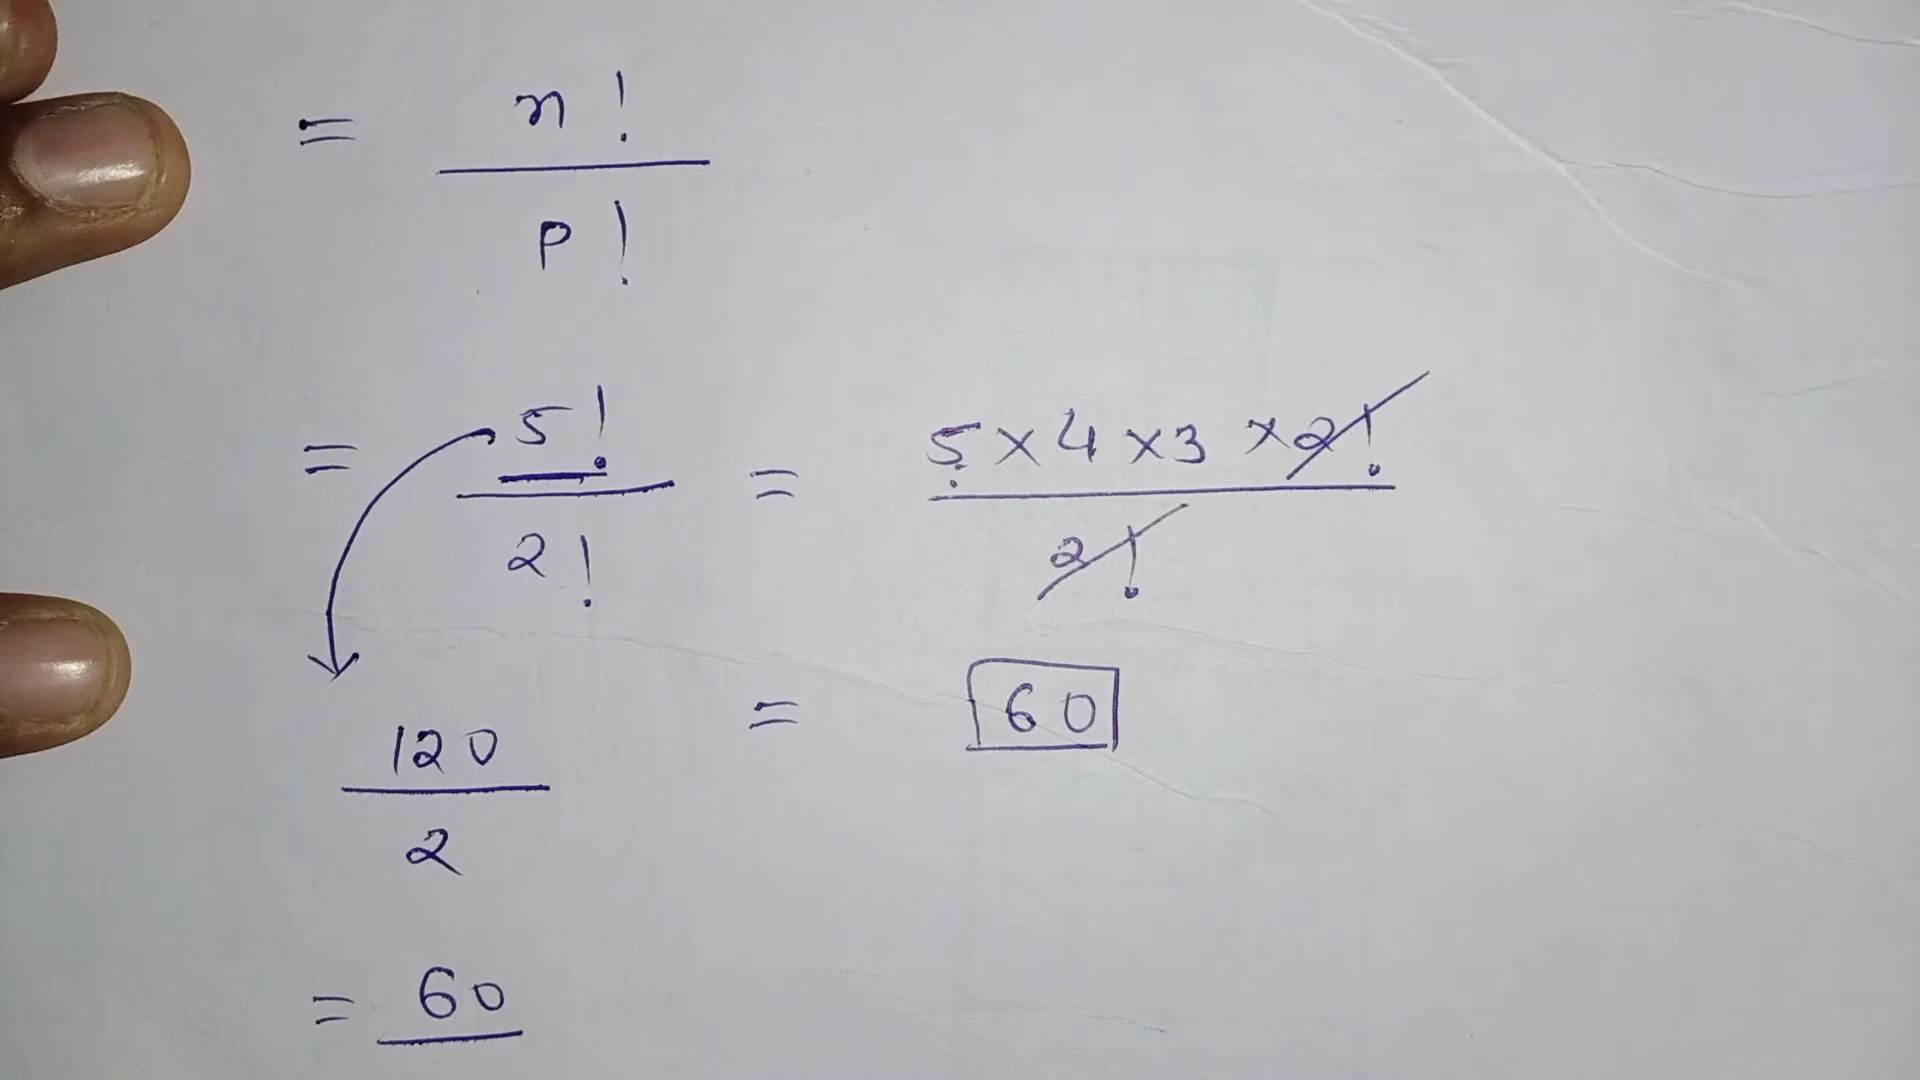 = n!
p!
= 5! = 5 × 4 × 3 × 2!
2! 2!
= 60
120
2
= 60